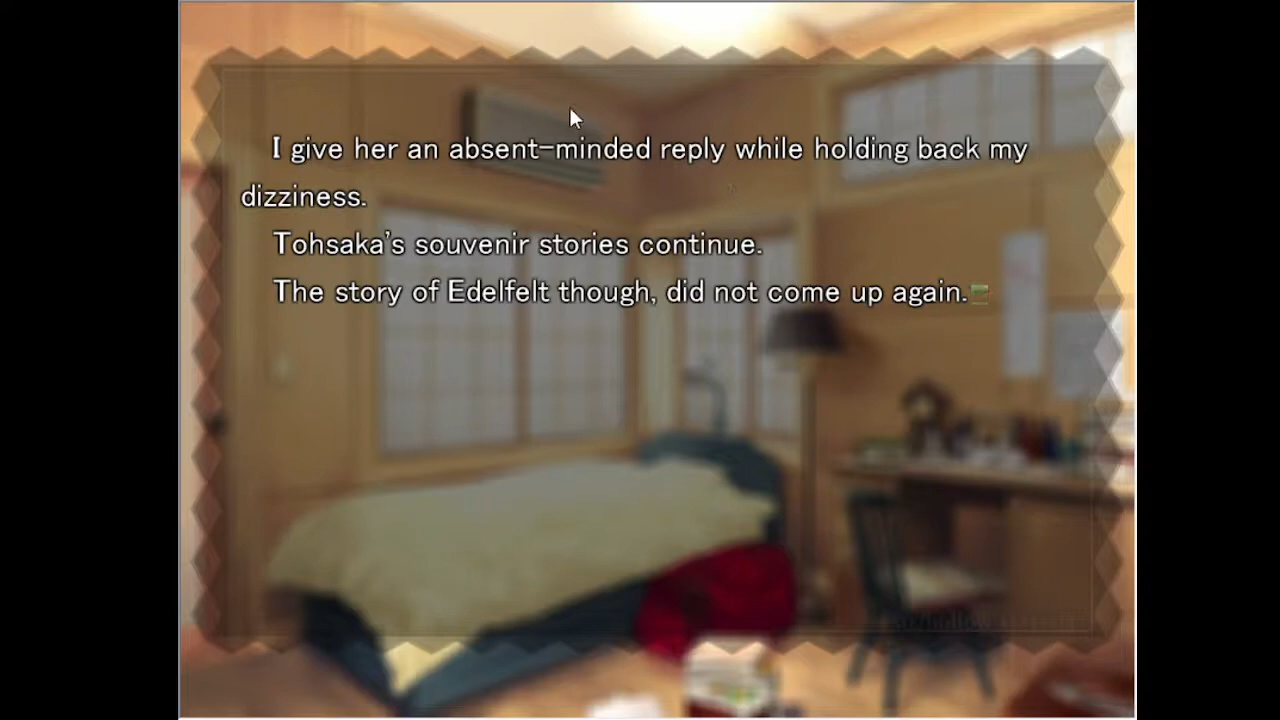 I give her an absent-minded reply while holding back my
dizziness.
Tohsaka's souvenir stories continue.
The story of Edelfelt though, did not come up again.